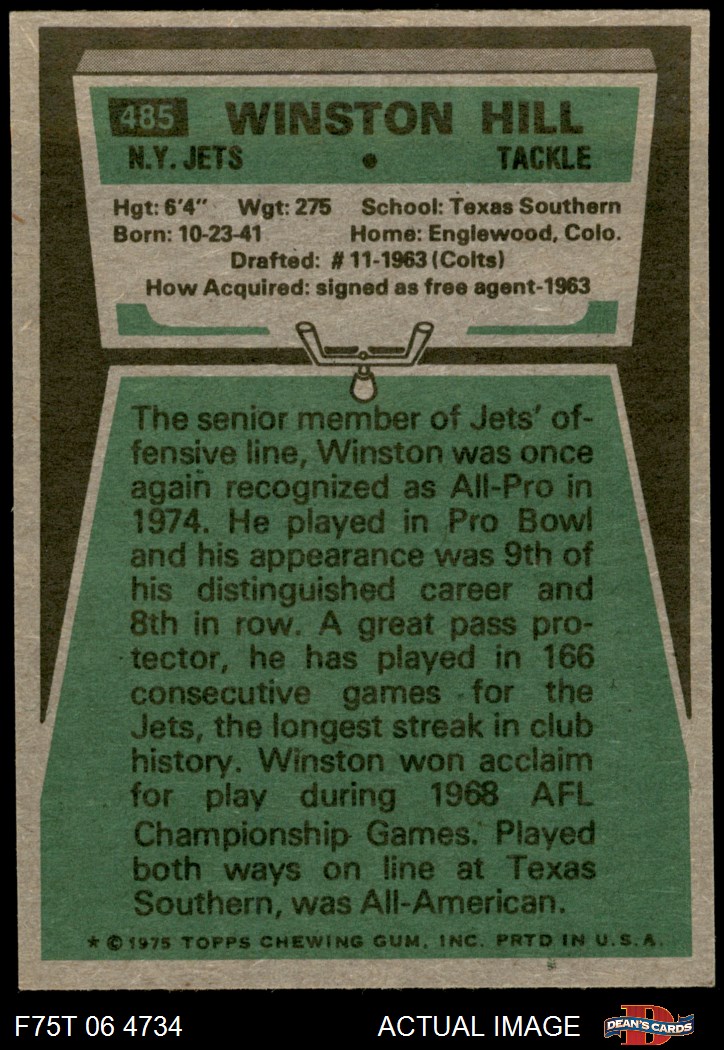 485 WINSTON HILL
N.Y. JETS • TACKLE
Hgt: 6'4" Wgt: 275 School: Texas Southern
Born: 10-23-41 Home: Englewood, Colo.
Drafted: #11-1963 (Colts)
How Acquired: signed as free agent-1963
The senior member of Jets' of-
fensive line, Winston was once
again recognized as All-Pro in
1974. He played in Pro Bowl
and his appearance was 9th of
his distinguished career and
8th in row. A great pass pro-
tector, he has played in 166
consecutive games for the
Jets, the longest streak in club
history. Winston won acclaim
for play during 1968 AFL
Championship Games. Played
both ways on line at Texas
Southern, was All-American.
* © 1975 TOPPS CHEWING GUM, INC. PRTD IN U.S.A.
F75T 06 4734 ACTUAL IMAGE D DEAN'S CARDS